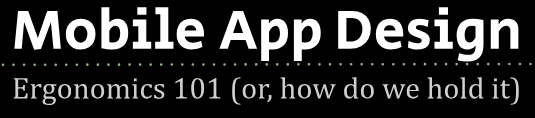 Mobile App Design
Ergonomics 101 (or, how do we hold it)